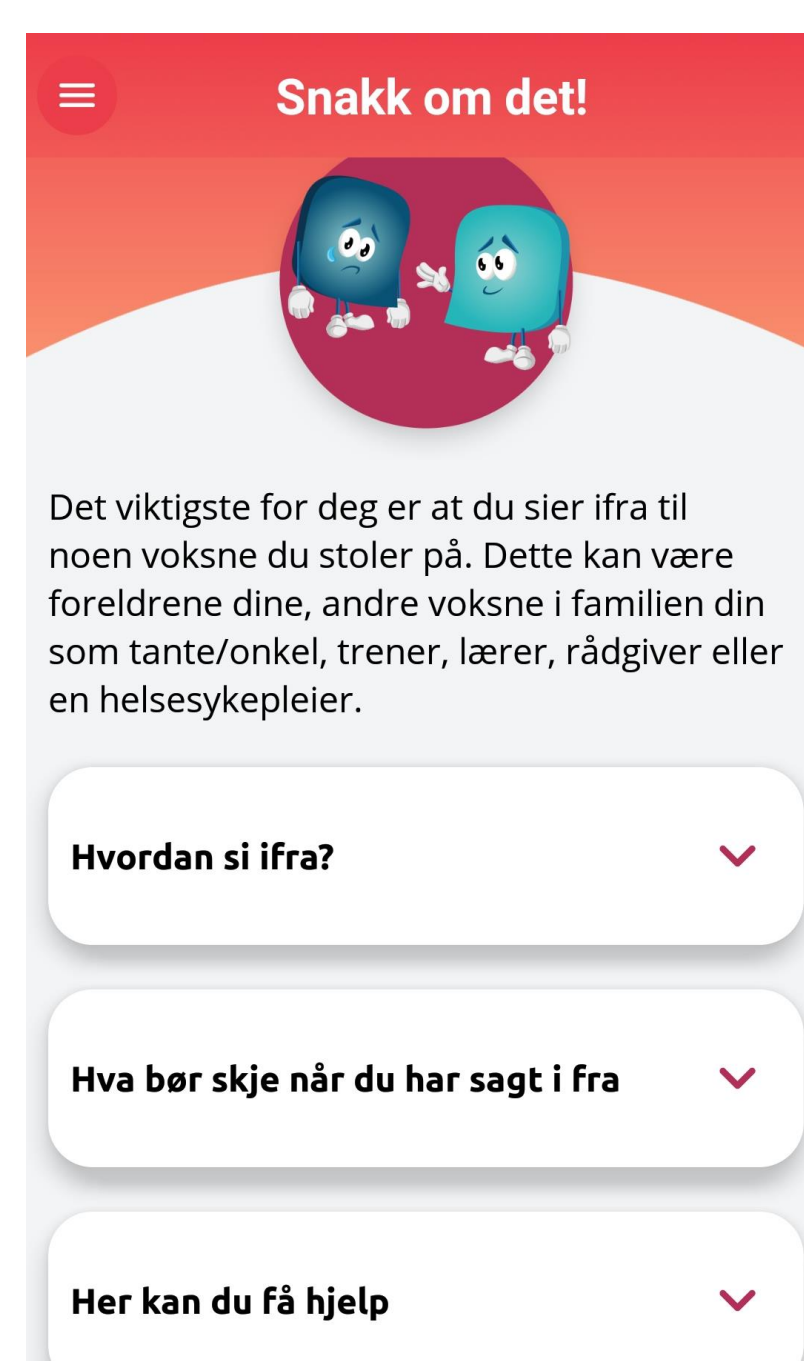 Snakk om det!
Det viktigste for deg er at du sier ifra til
noen voksne du stoler på. Dette kan være
foreldrene dine, andre voksne i familien din
som tante/onkel, trener, lærer, rådgiver eller
en helsesykepleier.
Hvordan si ifra?
Hva bør skje når du har sagt i fra
Her kan du få hjelp